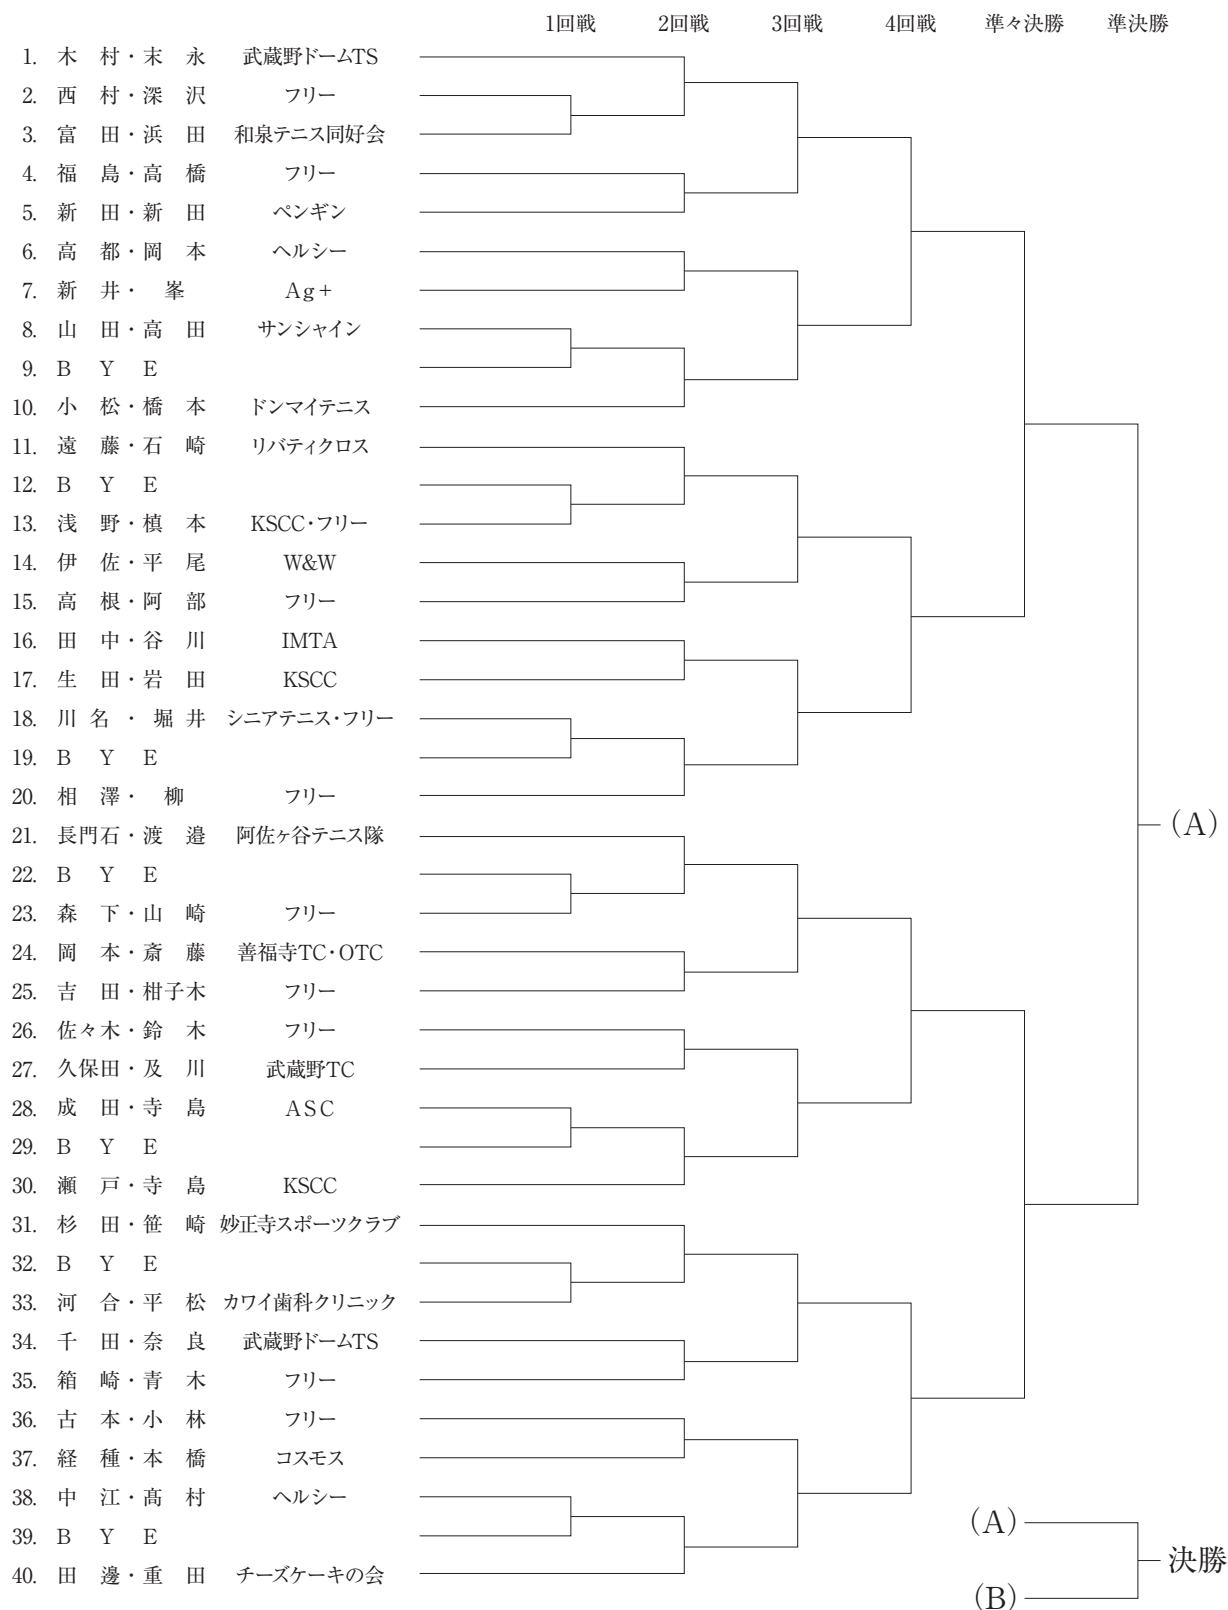 1回戦 2回戦 3回戦 4回戦 準々決勝 準決勝
1. 木 村・末 永 武蔵野ドームTS
2. 西 村・深 沢 フリー
3. 富 田・浜 田 和泉テニス同好会
4. 福 島・高 橋 フリー
5. 新 田・新 田 ペンギン
6. 高 都・岡 本 ヘルシー
7. 新 井・ 峯 Ag+
8. 山 田・高 田 サンシャイン
9. B Y E
10. 小 松・橋 本 ドンマイテニス
11. 遠 藤・石 崎 リバティクロス
12. B Y E
13. 浅 野・槙 本 KSCC・フリー
14. 伊 佐・平 尾 W&W
15. 高 根・阿 部 フリー
16. 田 中・谷 川 IMTA
17. 生 田・岩 田 KSCC
18. 川 名 ・ 堀 井 シニアテニス・フリー
19. B Y E
20. 相 澤・ 柳 フリー
(A)
21. 長門石・渡 邉 阿佐ヶ谷テニス隊
22. B Y E
23. 森 下・山 崎 フリー
24. 岡 本・斎 藤 善福寺TC・OTC
25. 吉 田・柑子木 フリー
26. 佐々木・鈴 木 フリー
27. 久保田・及 川 武蔵野TC
28. 成 田・寺 島 ASC
29. B Y E
30. 瀬 戸・寺 島 KSCC
31. 杉 田・笹 崎 妙正寺スポーツクラブ
32. B Y E
33. 河 合・平 松 カワイ歯科クリニック
34. 千 田・奈 良 武蔵野ドームTS
35. 箱 崎・青 木 フリー
36. 古 本・小 林 フリー
37. 経 種・本 橋 コスモス
38. 中 江・髙 村 ヘルシー
39. B Y E
40. 田 邊・重 田 チーズケーキの会
(A)
決勝
(B)